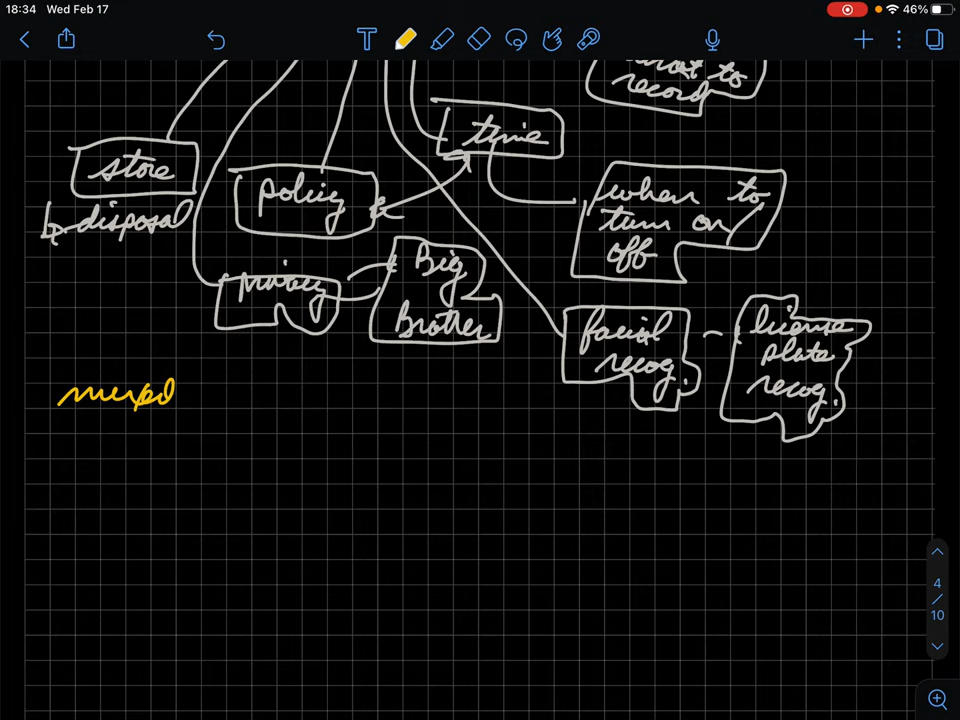 18:34 Wed Feb 17
46%
to
record
time
store
disposal
Policy
when to
turn on/
off
Privacy
Big
Brother
facial
recog.
license
plate
recog.
4
/
10